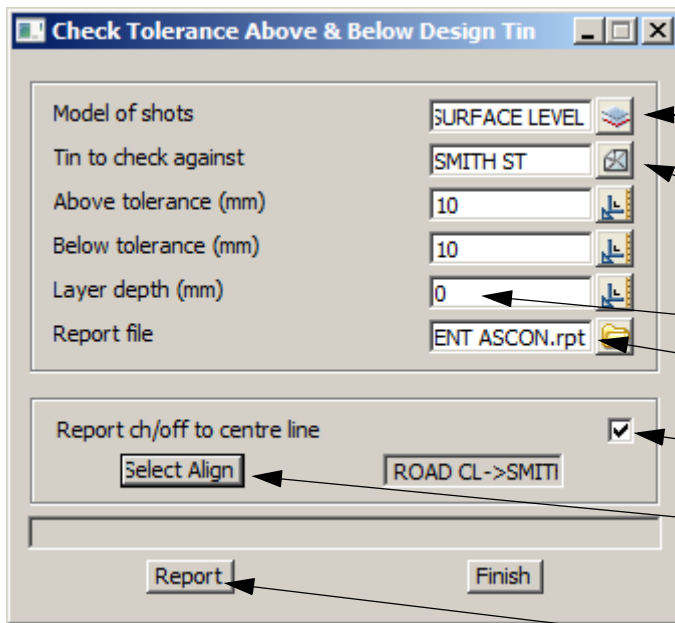 Check Tolerance Above & Below Design Tin
Model of shots SURFACE LEVEL
Tin to check against SMITH ST
Above tolerance (mm) 10
Below tolerance (mm) 10
Layer depth (mm) 0
Report file ENT ASCON.rpt
Report ch/off to centre line
Select Align ROAD CL->SMITI
Report Finish